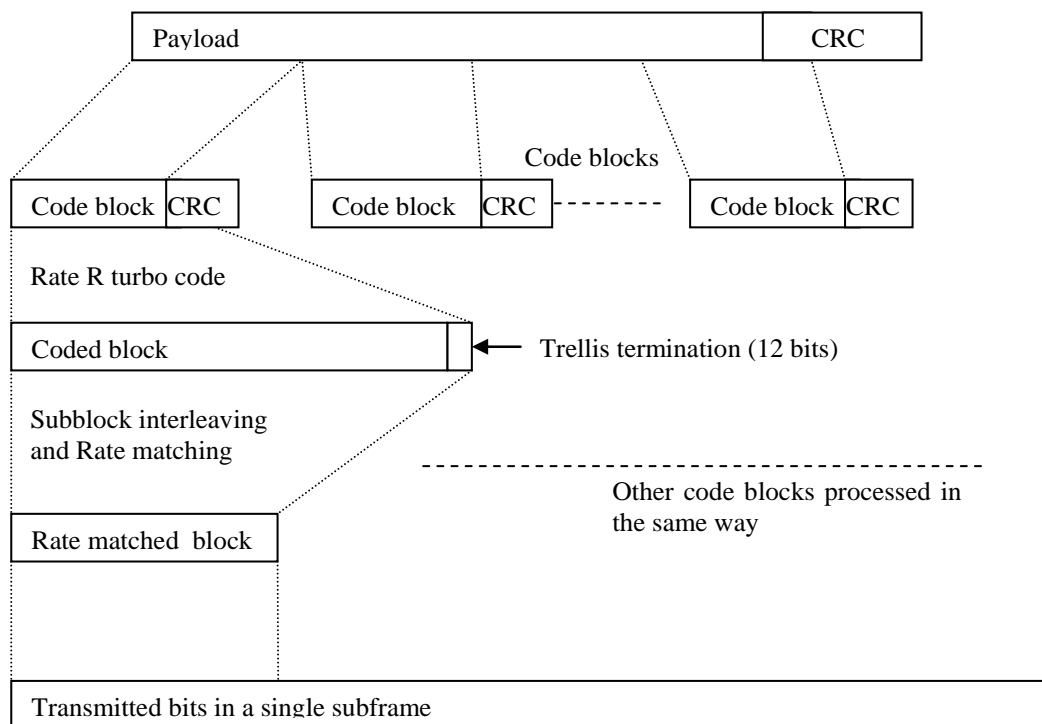 Payload CRC
Code blocks
Code block CRC Code block CRC Code block CRC
Rate R turbo code
Coded block Trellis termination (12 bits)
Subblock interleaving
and Rate matching
Other code blocks processed in
the same way
Rate matched block
Transmitted bits in a single subframe